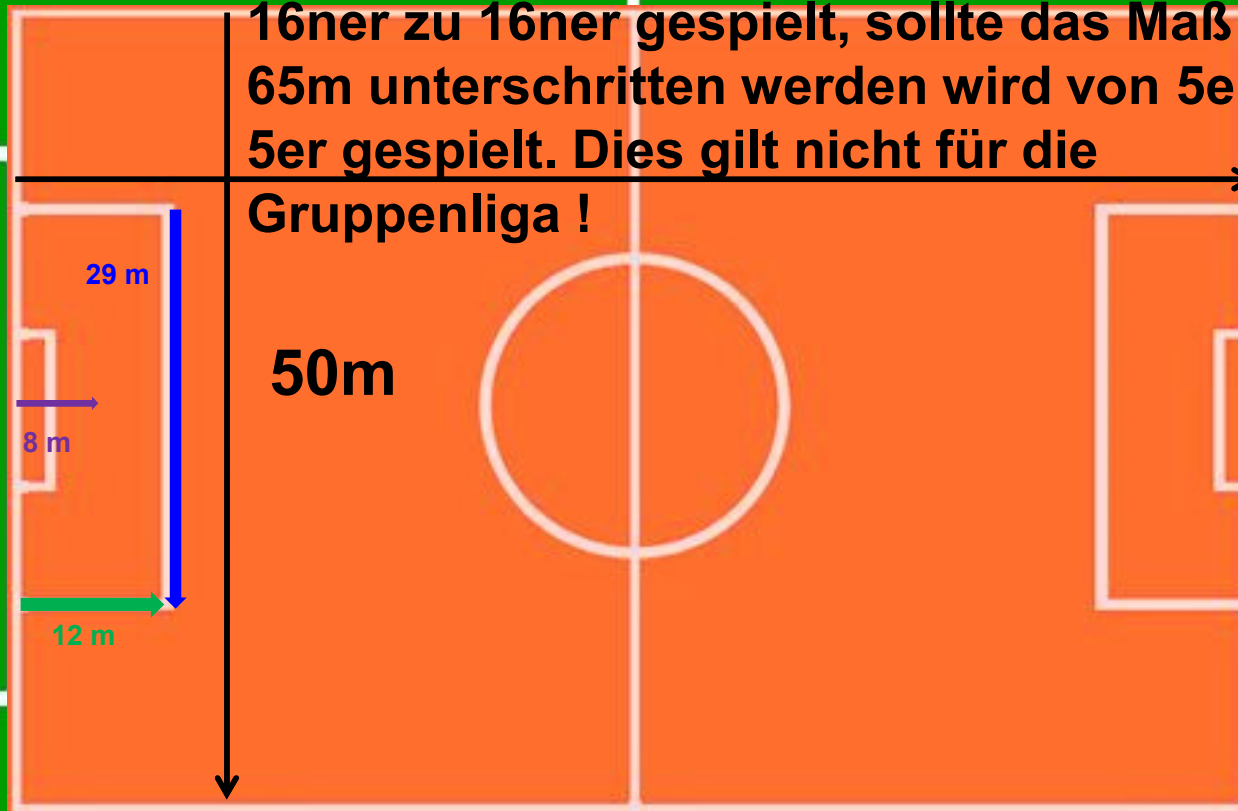 16ner zu 16ner gespielt, sollte das Maß
65m unterschritten werden wird von 5e
5er gespielt. Dies gilt nicht für die
Gruppenliga !
29 m
50m
8 m
12 m